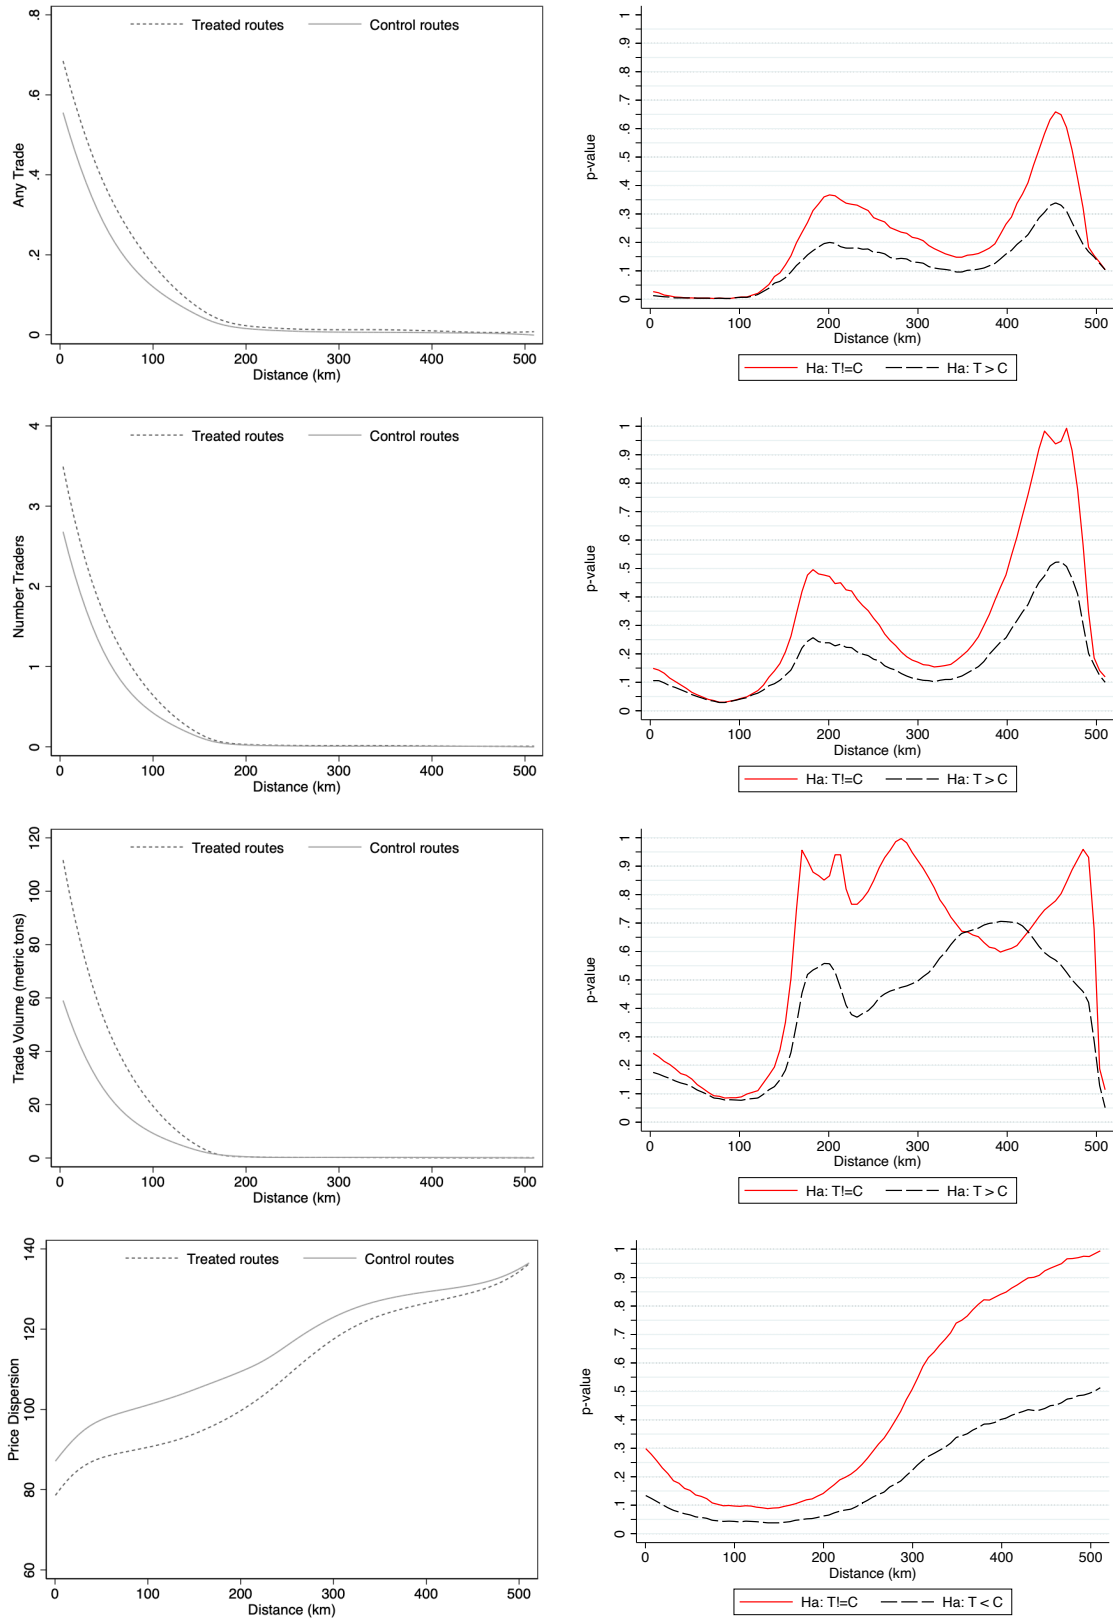 .8
.6
.4
.2
0
Any Trade
Treated routes
Control routes
0 100 200 300 400 500
Distance (km)
1
.9
.8
.7
.6
.5
.4
.3
.2
.1
0
p-value
0 100 200 300 400 500
Distance (km)
Ha: T!=C
Ha: T > C
4
3
2
1
0
Number Traders
Treated routes
Control routes
0 100 200 300 400 500
Distance (km)
1
.9
.8
.7
.6
.5
.4
.3
.2
.1
0
p-value
0 100 200 300 400 500
Distance (km)
Ha: T!=C
Ha: T > C
120
100
80
60
40
20
0
Trade Volume (metric tons)
Treated routes
Control routes
0 100 200 300 400 500
Distance (km)
1
.9
.8
.7
.6
.5
.4
.3
.2
.1
0
p-value
0 100 200 300 400 500
Distance (km)
Ha: T!=C
Ha: T > C
140
120
100
80
60
Price Dispersion
Treated routes
Control routes
0 100 200 300 400 500
Distance (km)
1
.9
.8
.7
.6
.5
.4
.3
.2
.1
0
p-value
0 100 200 300 400 500
Distance (km)
Ha: T!=C
Ha: T < C